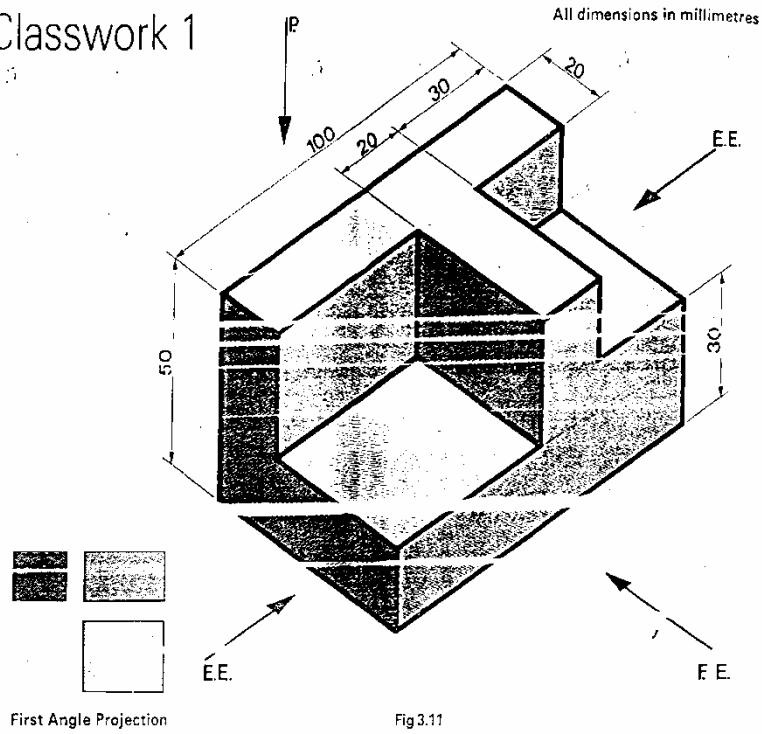 Classwork 1
P.
All dimensions in millimetres
20
30
E.E.
20
100
50
30
E.E.
F.E.
First Angle Projection
Fig 3.11